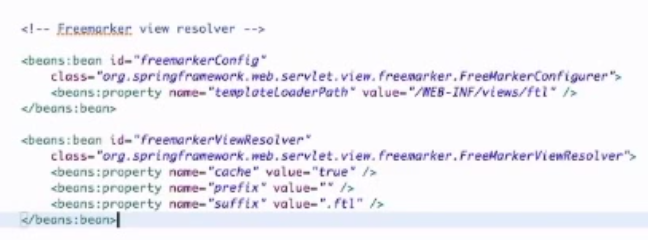 <!-- Freemarker view resolver -->
<beans:bean id="freemarkerConfig"
class="org.springframework.web.servlet.view.freemarker.FreeMarkerConfigurer">
<beans:property name="templateLoaderPath" value="/WEB-INF/views/ftl" />
</beans:bean>
<beans:bean id="freemarkerViewResolver"
class="org.springframework.web.servlet.view.freemarker.FreeMarkerViewResolver">
<beans:property name="cache" value="true" />
<beans:property name="prefix" value="" />
<beans:property name="suffix" value=".ftl" />
</beans:bean>